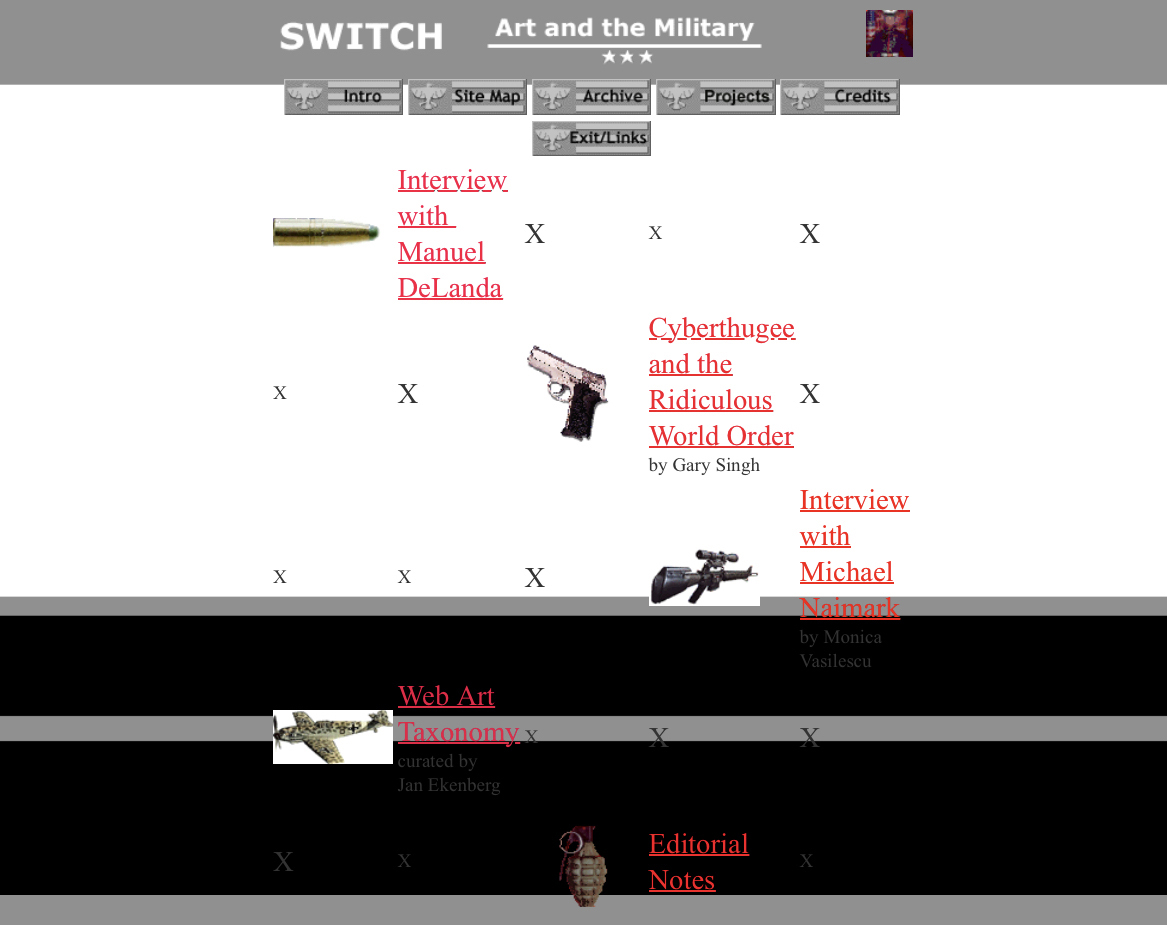 SWITCH Art and the Military
Intro Site Map Archive Projects Credits
Exit/Links
Interview
with
Manuel
DeLanda
X x X
Cyberthugee
and the
Ridiculous
World Order
by Gary Singh
x X X
Interview
with
Michael
Naimark
by Monica
Vasilescu
x x X
Web Art
Taxonomy
curated by
Jan Ekenberg
x X X
X x
Editorial
Notes
x